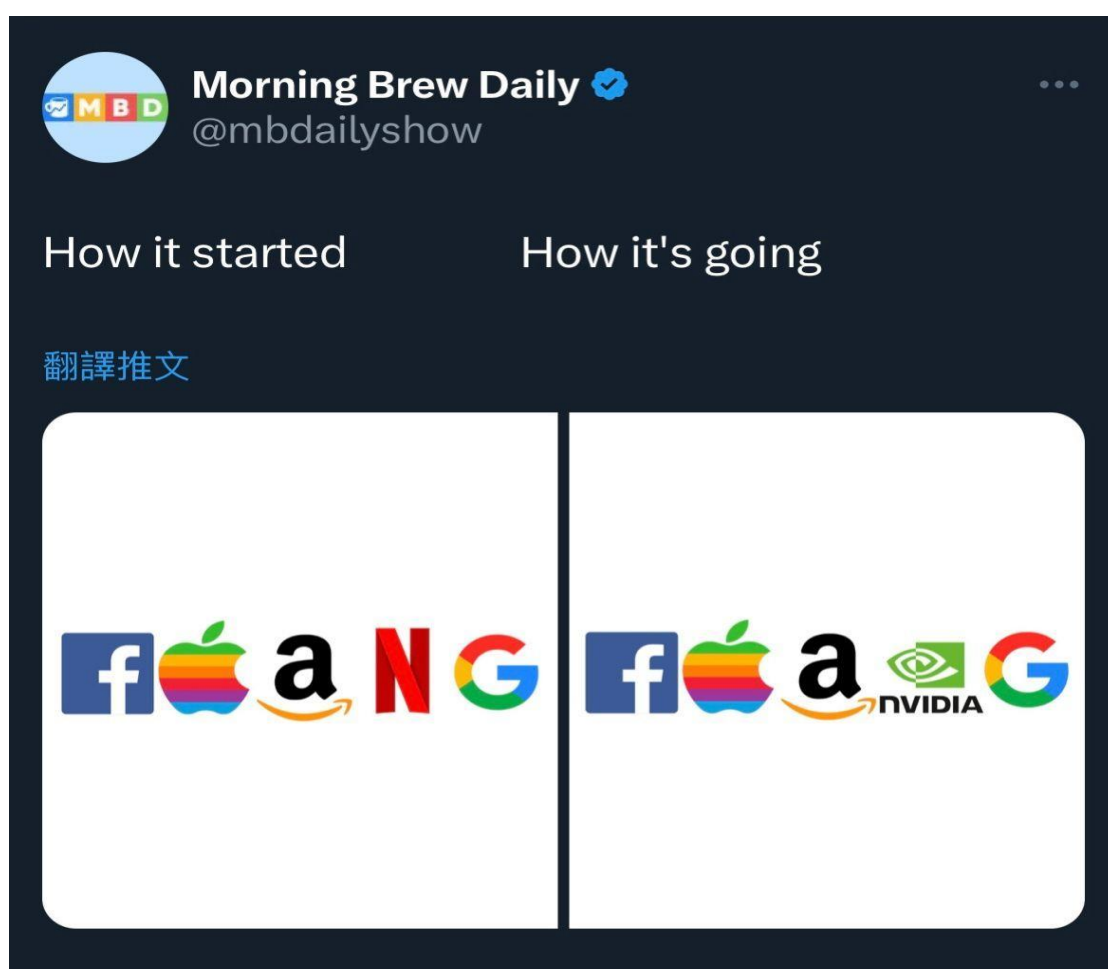 MBD
Morning Brew Daily
@mbdailyshow
How it started How it's going
翻譯推文
f a N G f a NVIDIA G